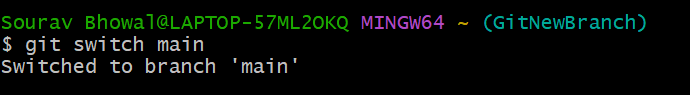 Sourav Bhowal@LAPTOP-57ML2OKQ MINGW64 ~ (GitNewBranch)
$ git switch main
Switched to branch 'main'